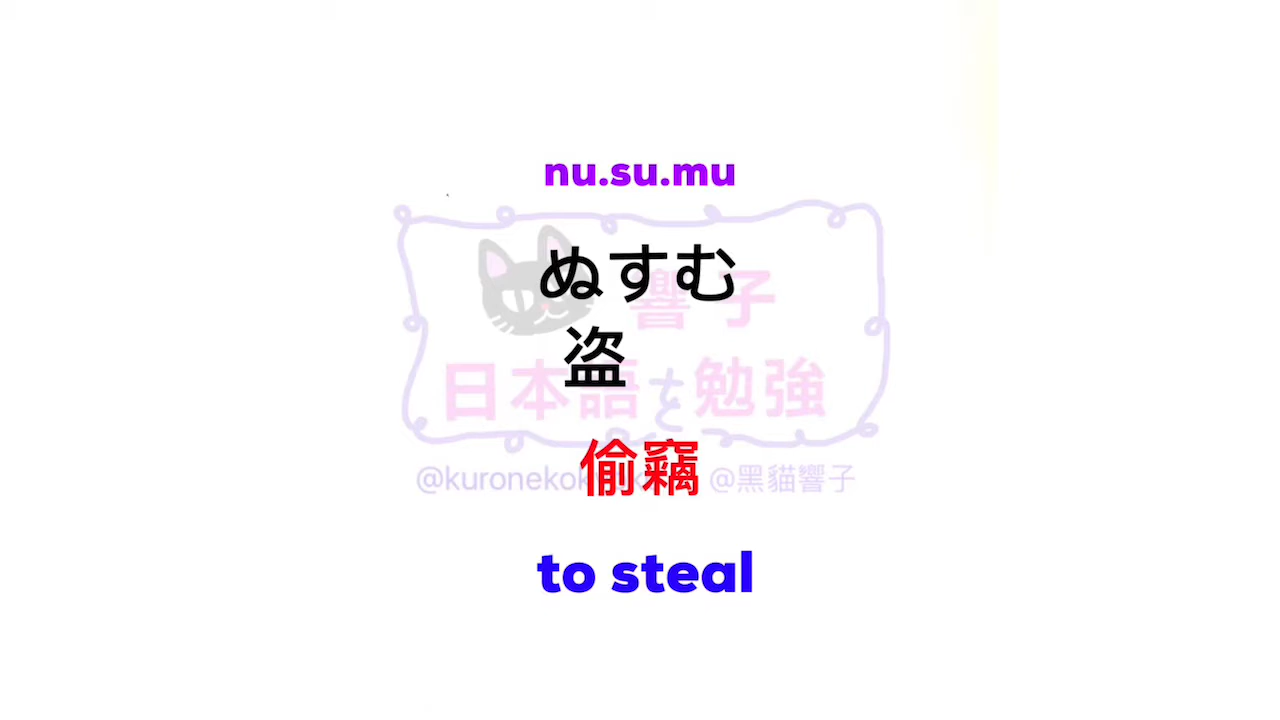 nu.su.mu
ぬすむ
響子
盗
日本語を勉強
偷竊
@kuronekok
@黑貓響子
to steal